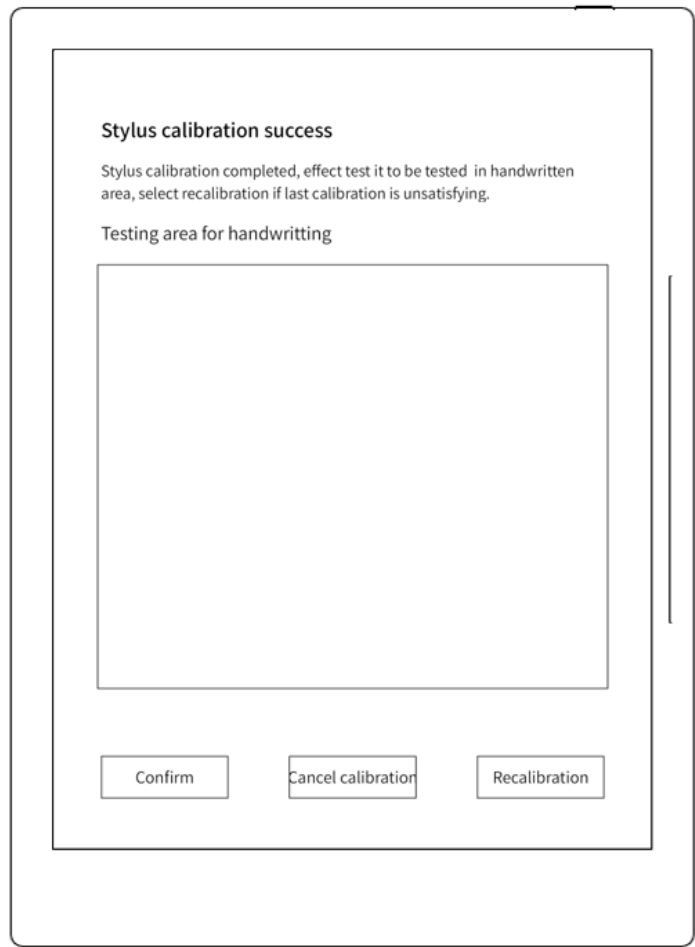 Stylus calibration success
Stylus calibration completed, effect test it to be tested  in handwritten
area, select recalibration if last calibration is unsatisfying.
Testing area for handwritting
Confirm
Cancel calibration
Recalibration